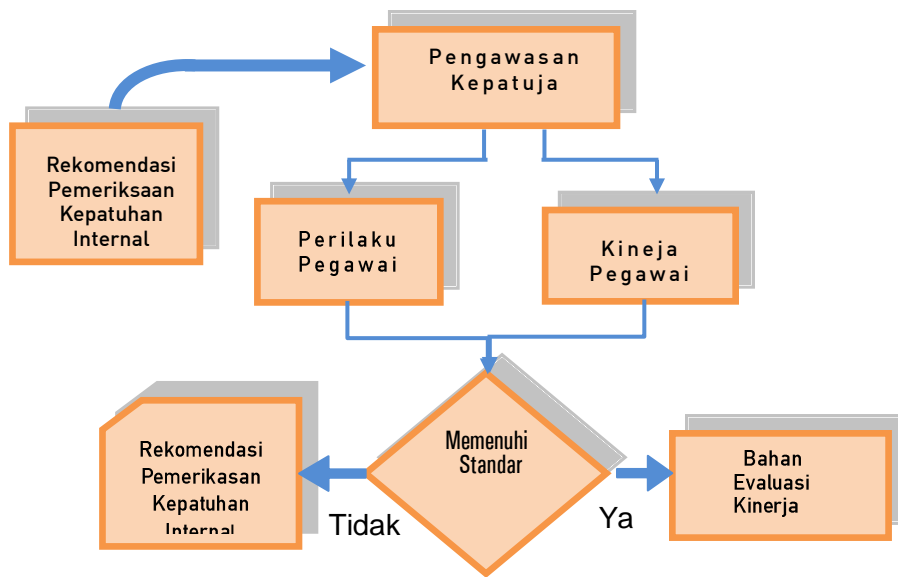 Pengawasan
Kepatuja
Rekomendasi
Pemeriksaan
Kepatuhan
Internal
Perilaku
Pegawai
Kineja
Pegawai
Memenuhi
Standar
Rekomendasi
Pemerikasan
Kepatuhan
Internal
Tidak
Ya
Bahan
Evaluasi
Kinerja